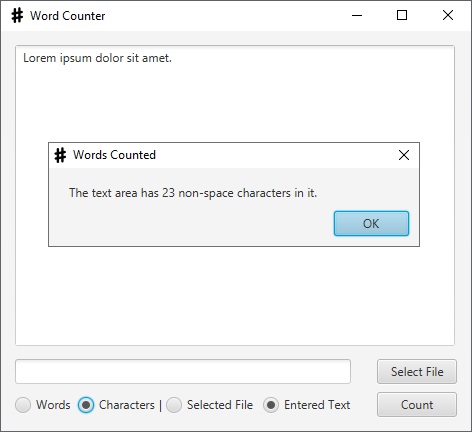 Word Counter
Lorem ipsum dolor sit amet.
Words Counted
The text area has 23 non-space characters in it.
OK
Select File
Words Characters | Selected File Entered Text Count